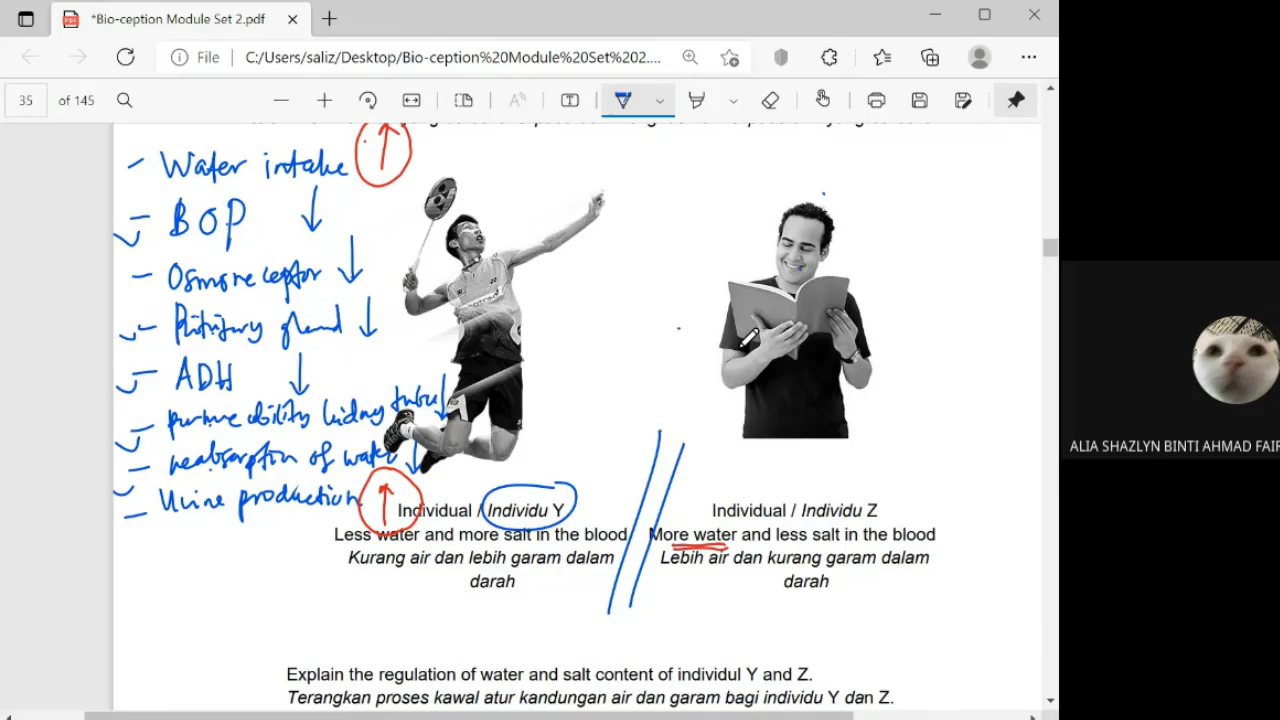 *Bio-ception Module Set 2.pdf
File
C:/Users/saliz/Desktop/Bio-ception%20Module%20Set%202....
35 of 145
- Water intake ↑
- BOP ↓
- Osmoreceptor ↓
- Pituitary gland ↓
- ADH ↓
- permeability kidney tubul ↓
- reabsorption of water ↓
- Urine production ↑
Individual / Individu Y
Less water and more salt in the blood
Kurang air dan lebih garam dalam
darah
Individual / Individu Z
More water and less salt in the blood
Lebih air dan kurang garam dalam
darah
Explain the regulation of water and salt content of individul Y and Z.
Terangkan proses kawal atur kandungan air dan garam bagi individu Y dan Z.
ALIA SHAZLYN BINTI AHMAD FAIR